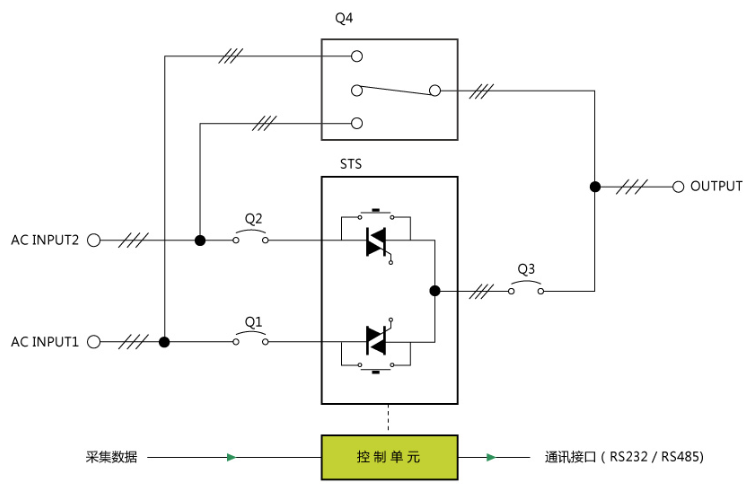 Q4
STS
Q2
AC INPUT2
OUTPUT
Q3
Q1
AC INPUT1
采集数据
控制单元
通讯接口 ( RS232 / RS485)